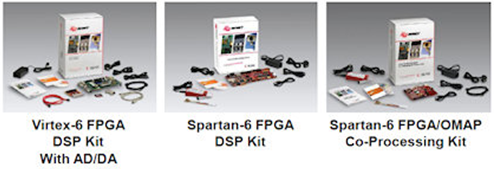 Virtex-6 FPGA
DSP Kit
With AD/DA
Spartan-6 FPGA
DSP Kit
Spartan-6 FPGA/OMAP
Co-Processing Kit